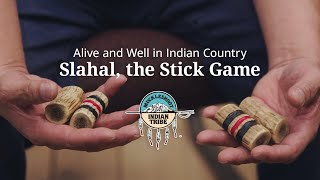 Alive and Well in Indian Country
Slahal, the Stick Game
INDIAN
TRIBE